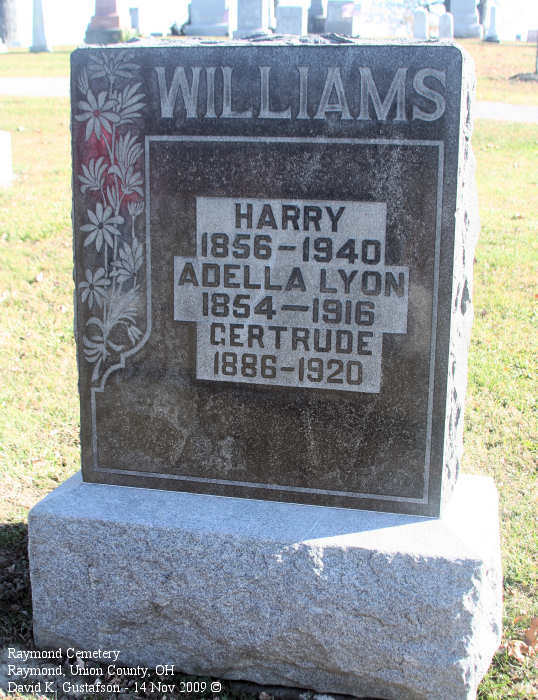 WILLIAMS
HARRY
1856-1940
ADELLA LYON
1854-1916
GERTRUDE
1886-1920
Raymond Cemetery
Raymond, Union County, OH
David K. Gustafson - 14 Nov 2009 ©